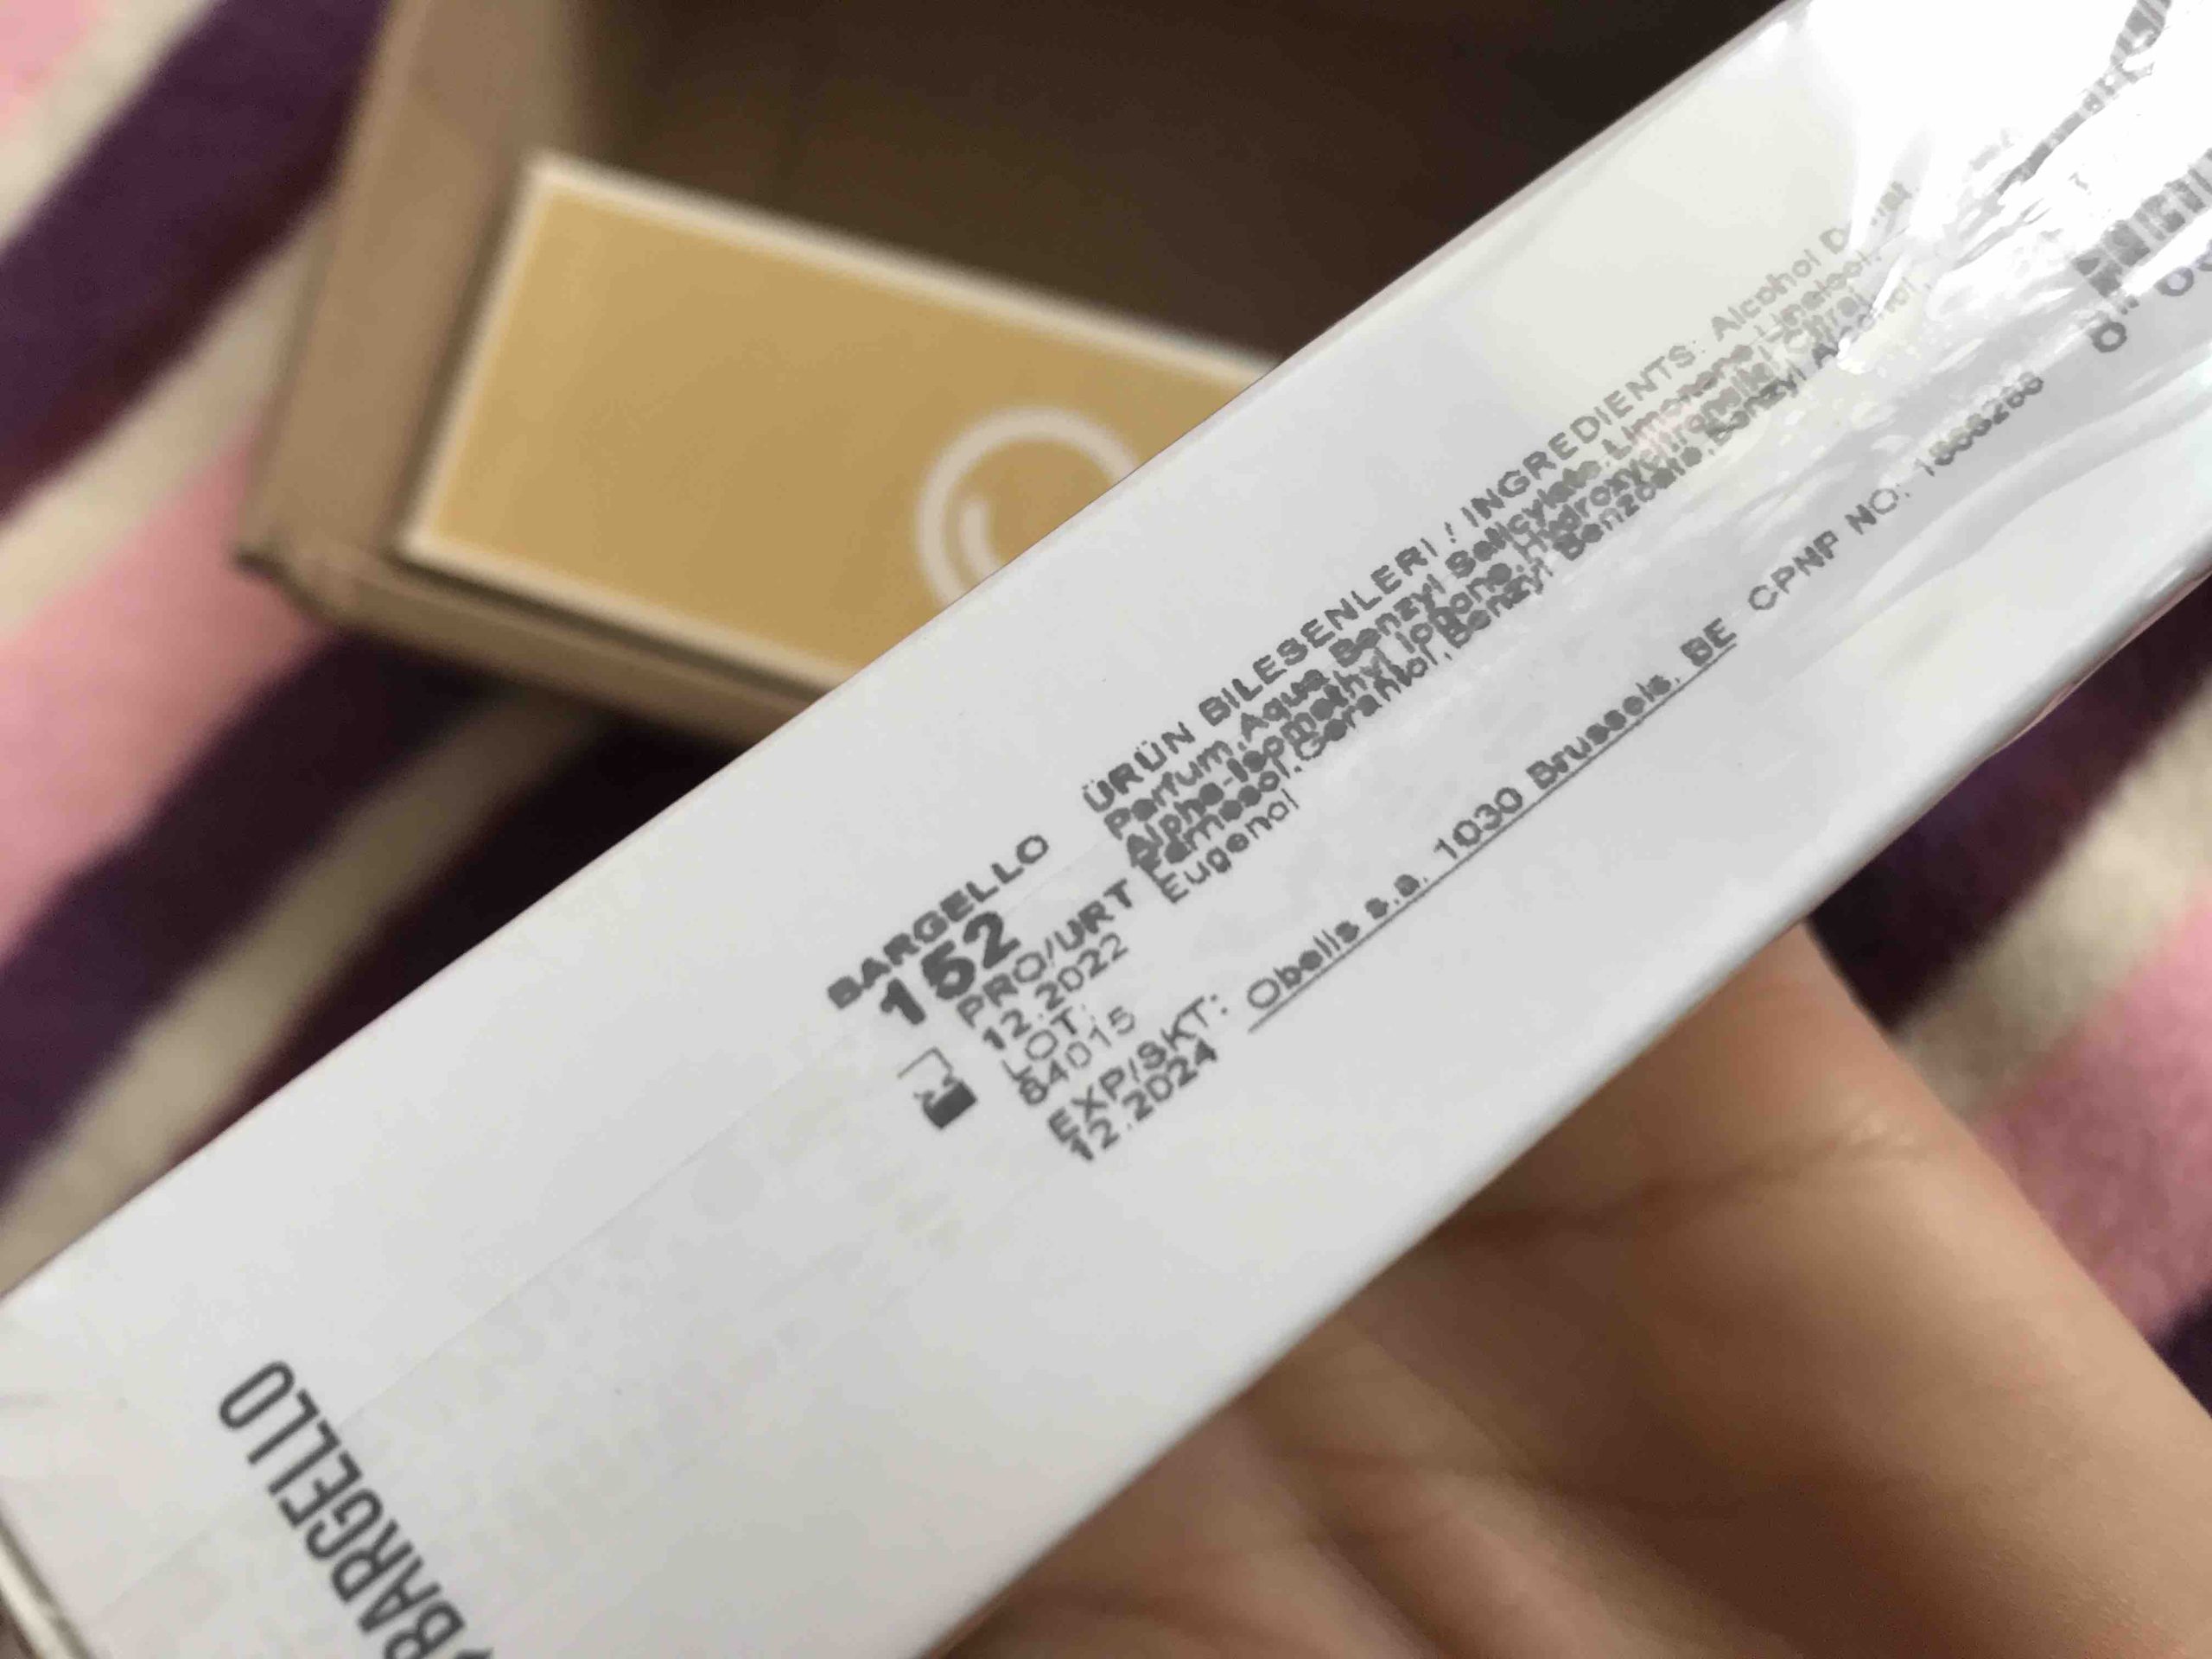 BARGELLO
152
PRO/URT
12.2022
LOT:
64015
EXP/SKT:
12.2024
ÜRÜN BILESENLERI / INGREDIENTS: Alcohol
Parfum,Aqua,Benzyl Salicylate,Limonene,Linalool,
Alpha-Isomethyl Ionone,Hydroxycitronellal,Citral,
Farnesol,Geraniol,Benzyl Benzoate,Benzyl Alcohol,
Eugenol
Obelis s.a. 1030 Brussels, BE CPNP NO:
BARGELLO